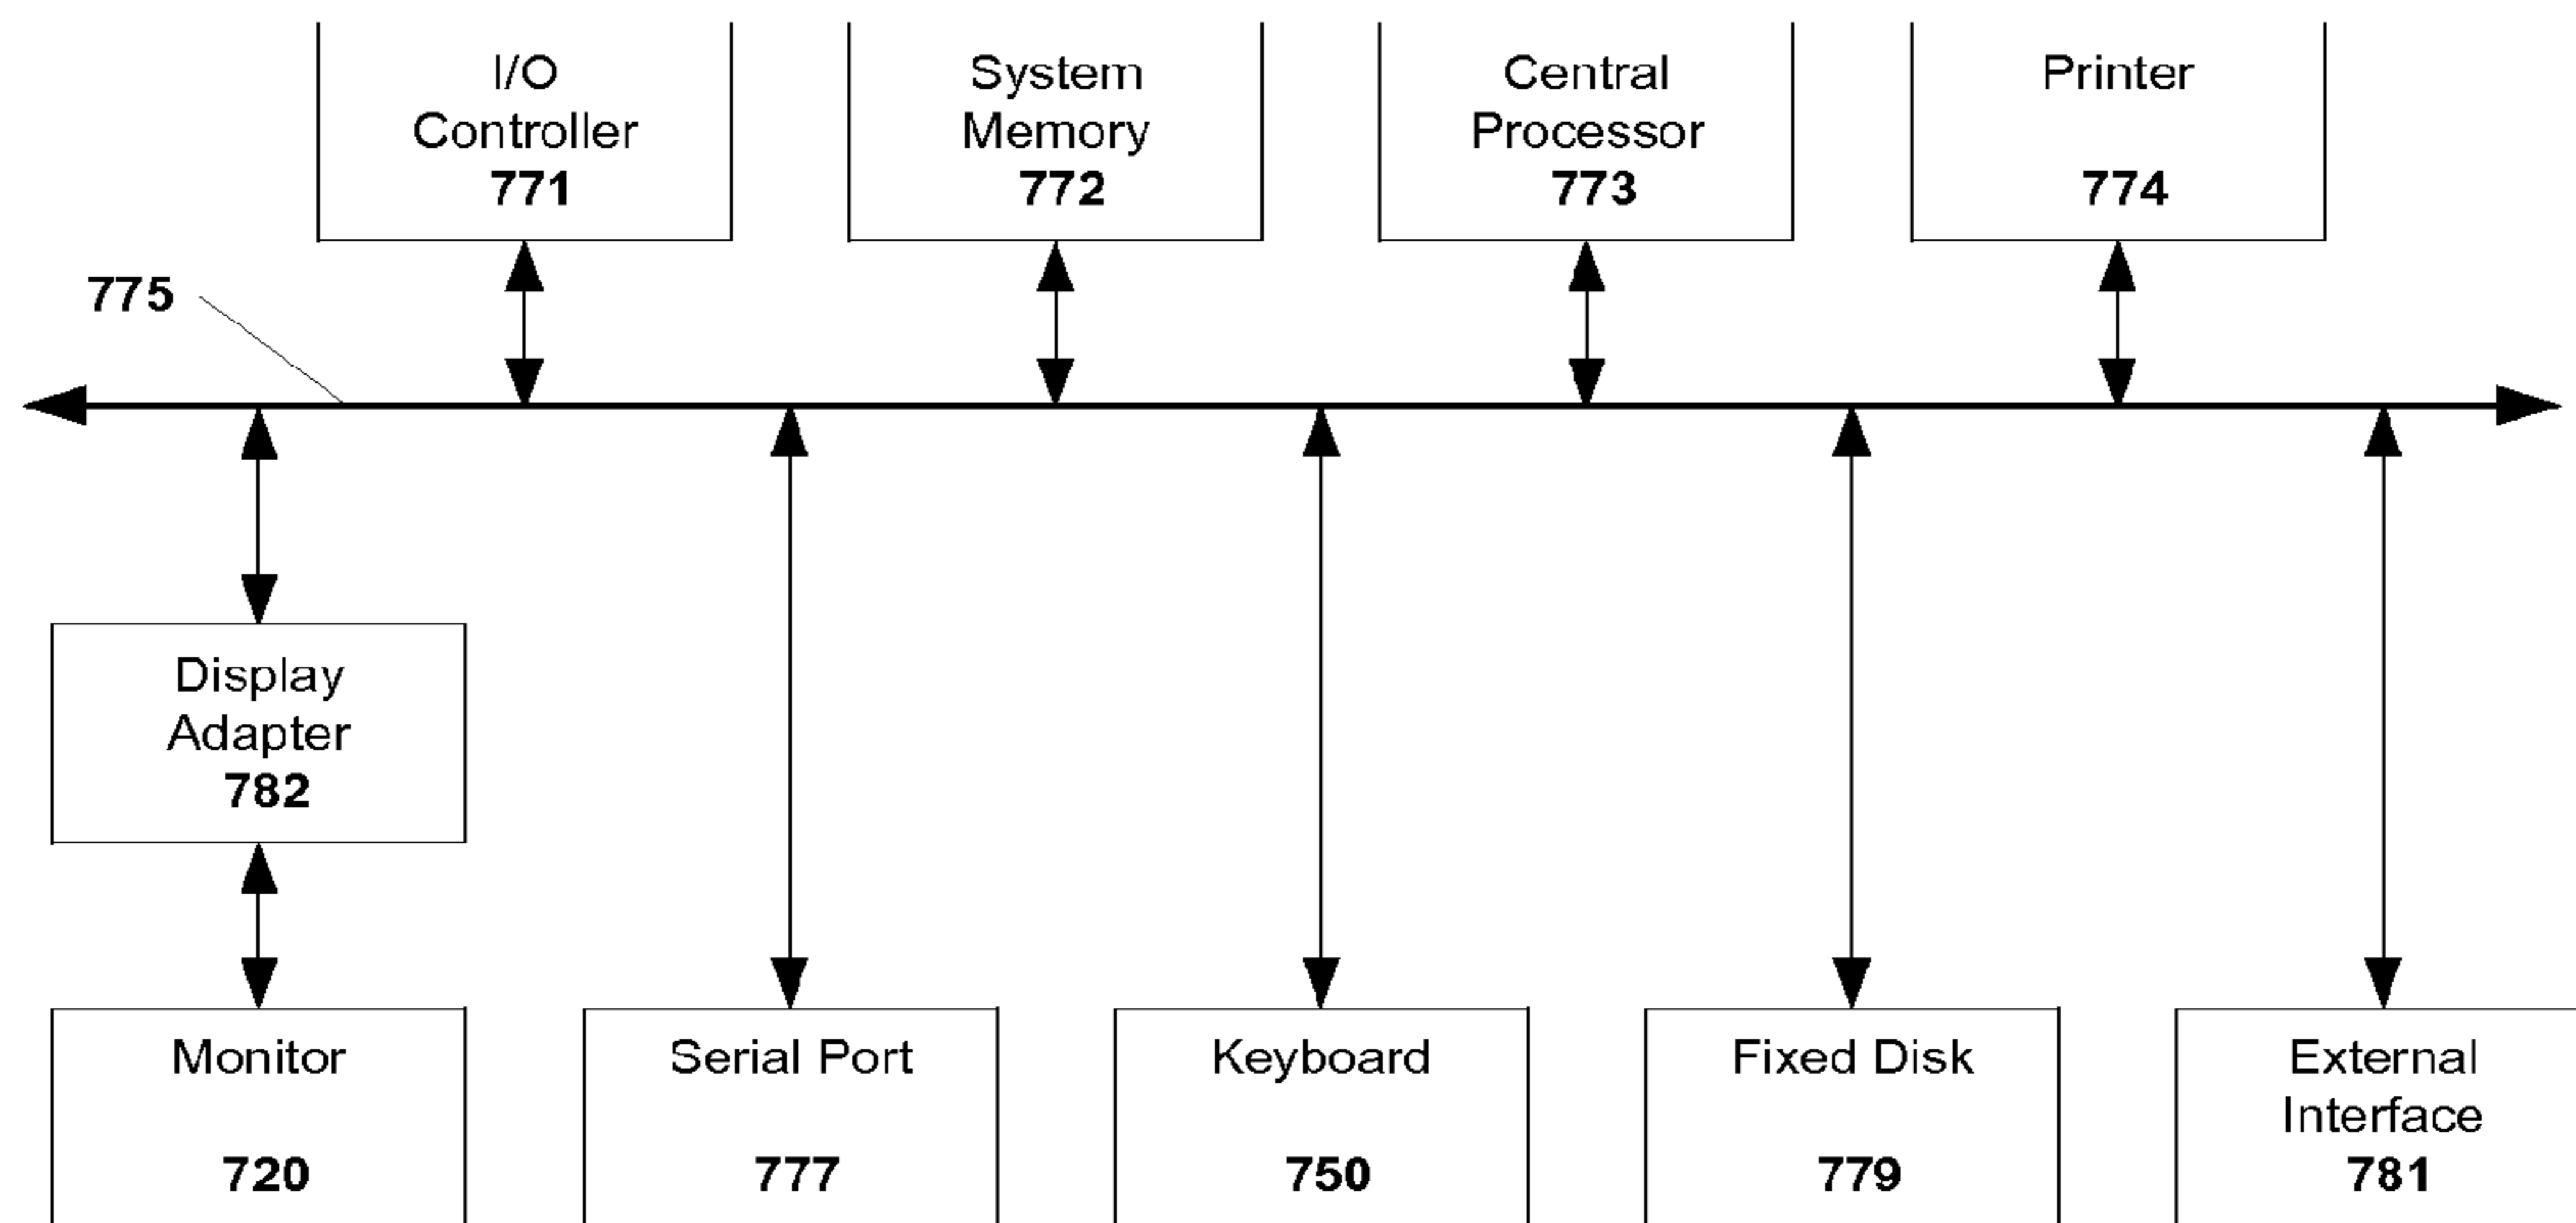 I/O
Controller
771
System
Memory
772
Central
Processor
773
Printer
774
775
Display
Adapter
782
Monitor
720
Serial Port
777
Keyboard
750
Fixed Disk
779
External
Interface
781